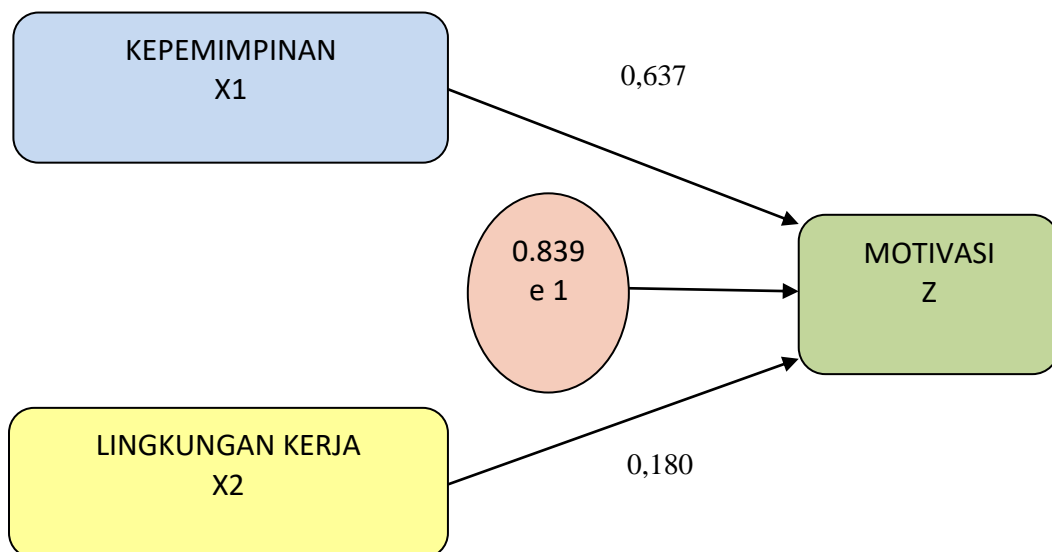 KEPEMIMPINAN
X1
0,637
0.839
e 1
MOTIVASI
Z
LINGKUNGAN KERJA
X2
0,180